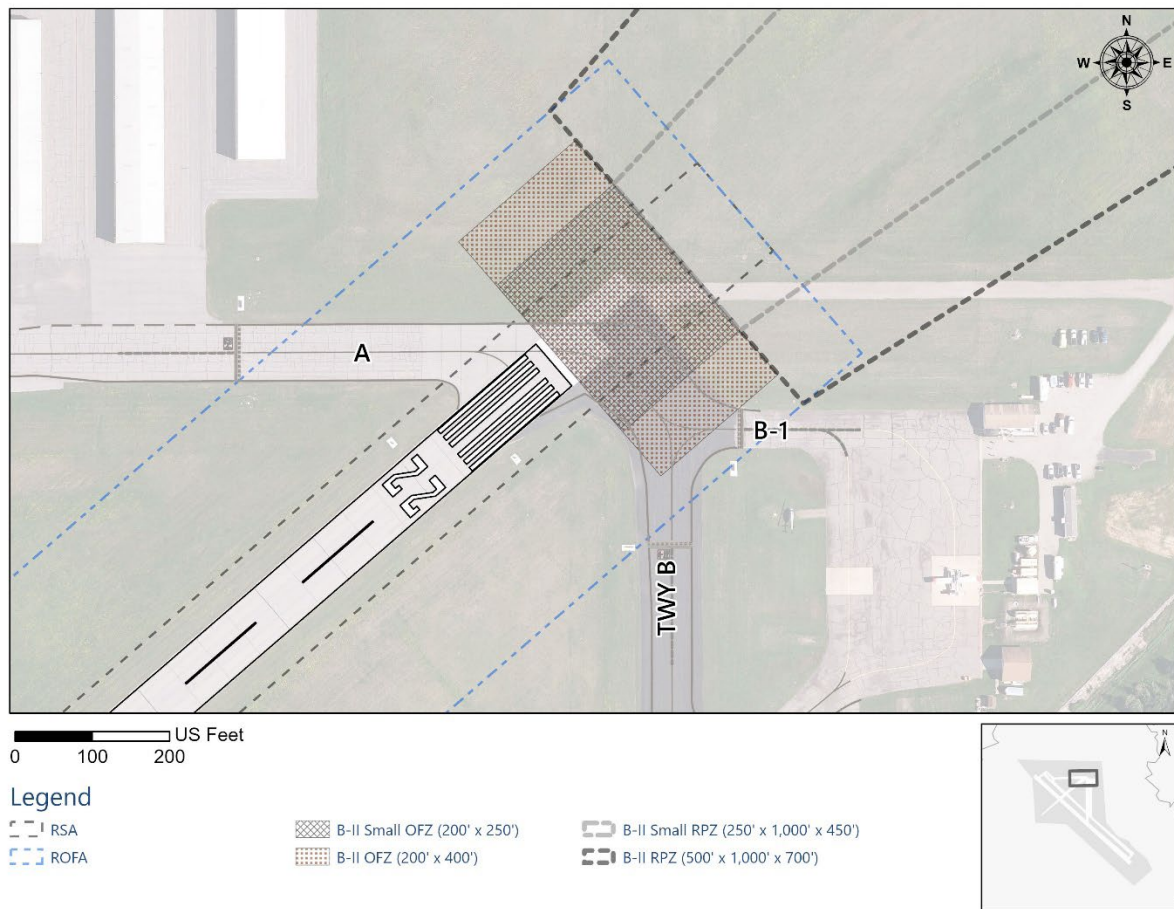 N
W E
S
A
B-1
22
TWY B
US Feet
0 100 200
N
Legend
RSA
B-II Small OFZ (200' x 250')
B-II Small RPZ (250' x 1,000' x 450')
ROFA
B-II OFZ (200' x 400')
B-II RPZ (500' x 1,000' x 700')